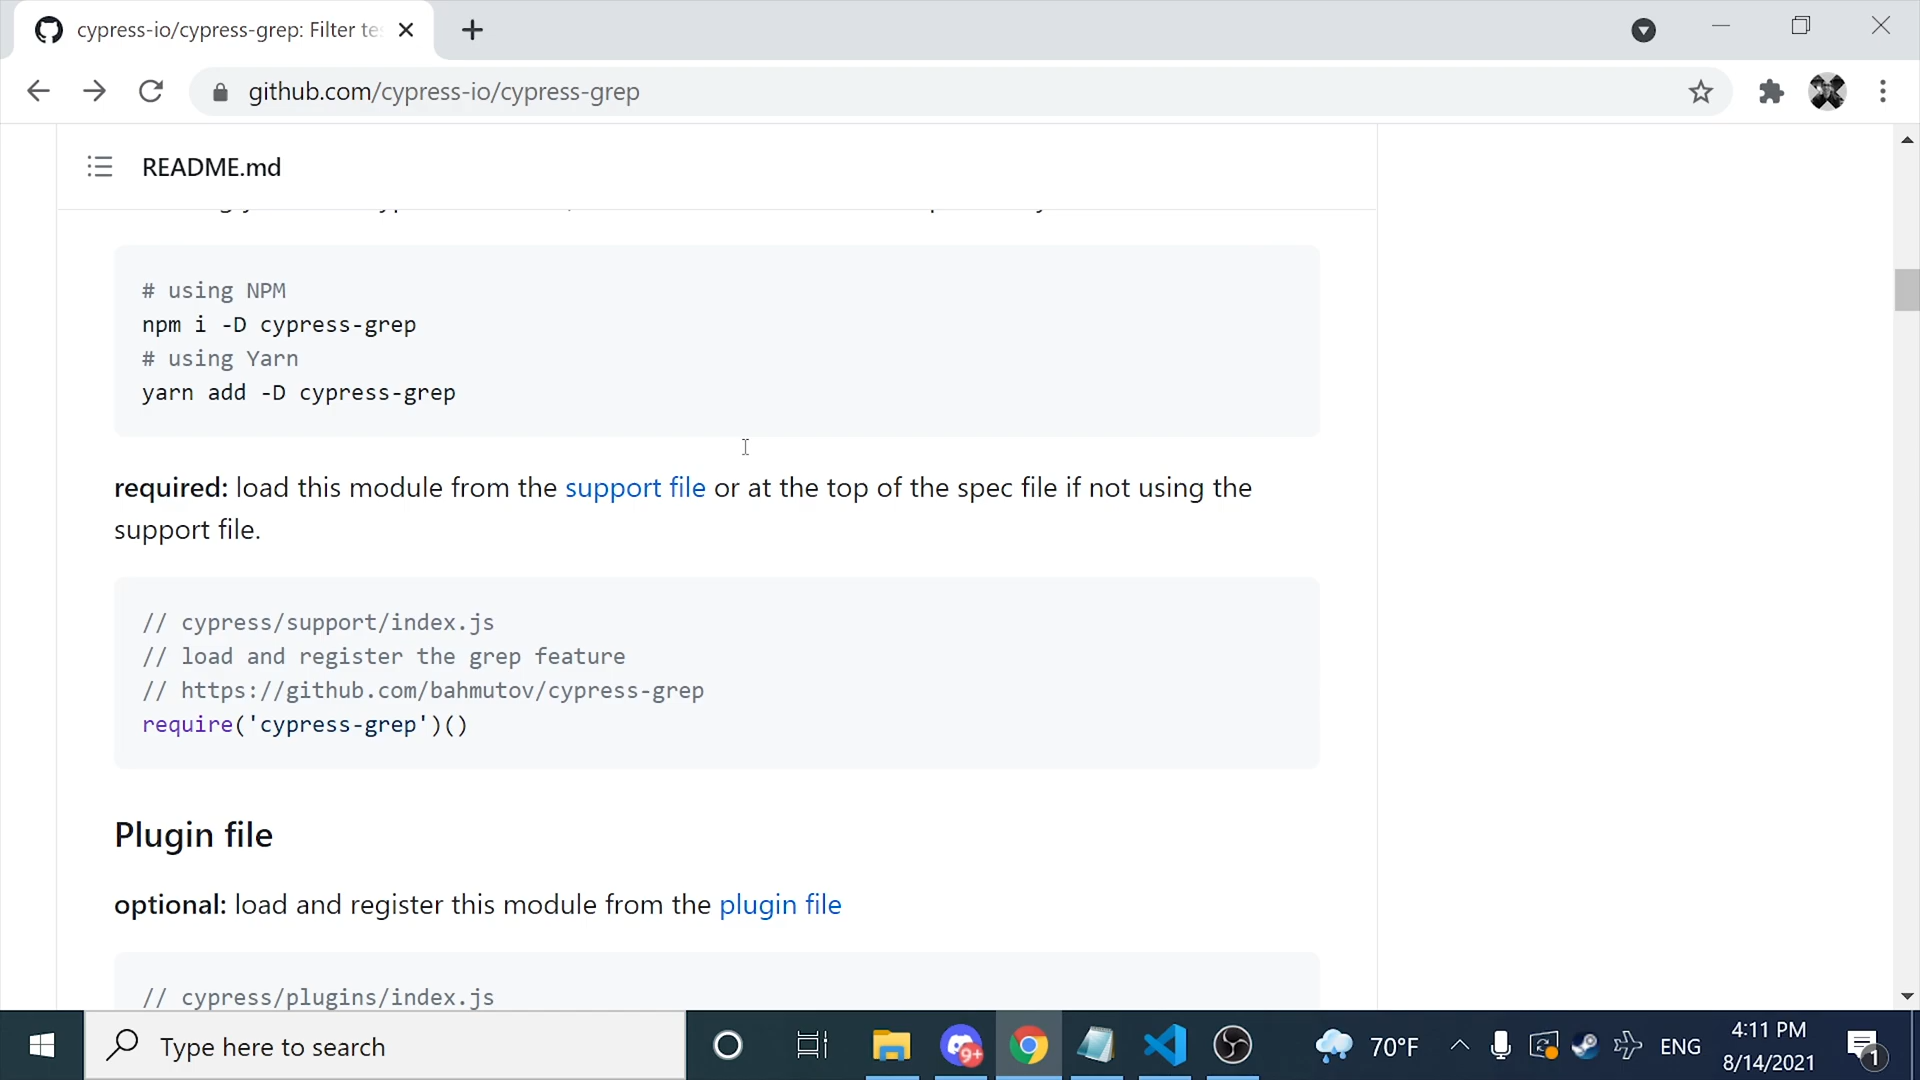 cypress-io/cypress-grep: Filter te
github.com/cypress-io/cypress-grep
README.md
# using NPM
npm i -D cypress-grep
# using Yarn
yarn add -D cypress-grep
required: load this module from the support file or at the top of the spec file if not using the
support file.
// cypress/support/index.js
// load and register the grep feature
// https://github.com/bahmutov/cypress-grep
require('cypress-grep')()
Plugin file
optional: load and register this module from the plugin file
// cypress/plugins/index.js
Type here to search
9+
70°F
ENG
4:11 PM
8/14/2021
1